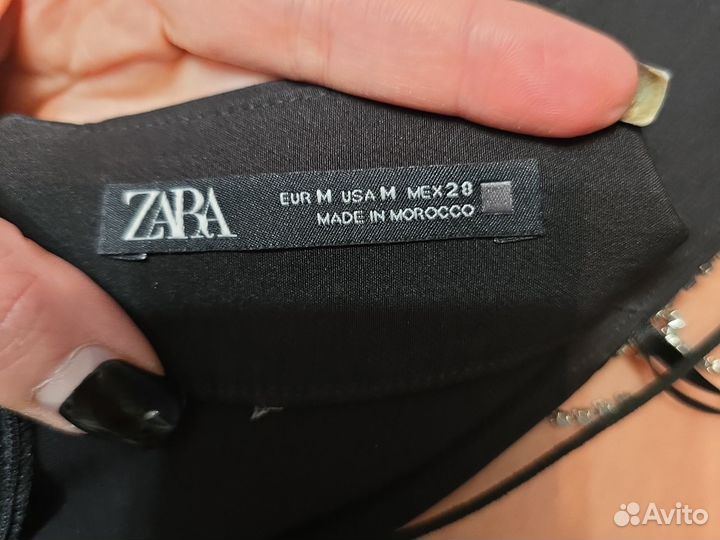 ZARA
EUR M USA M MEX 28
MADE IN MOROCCO
Avito